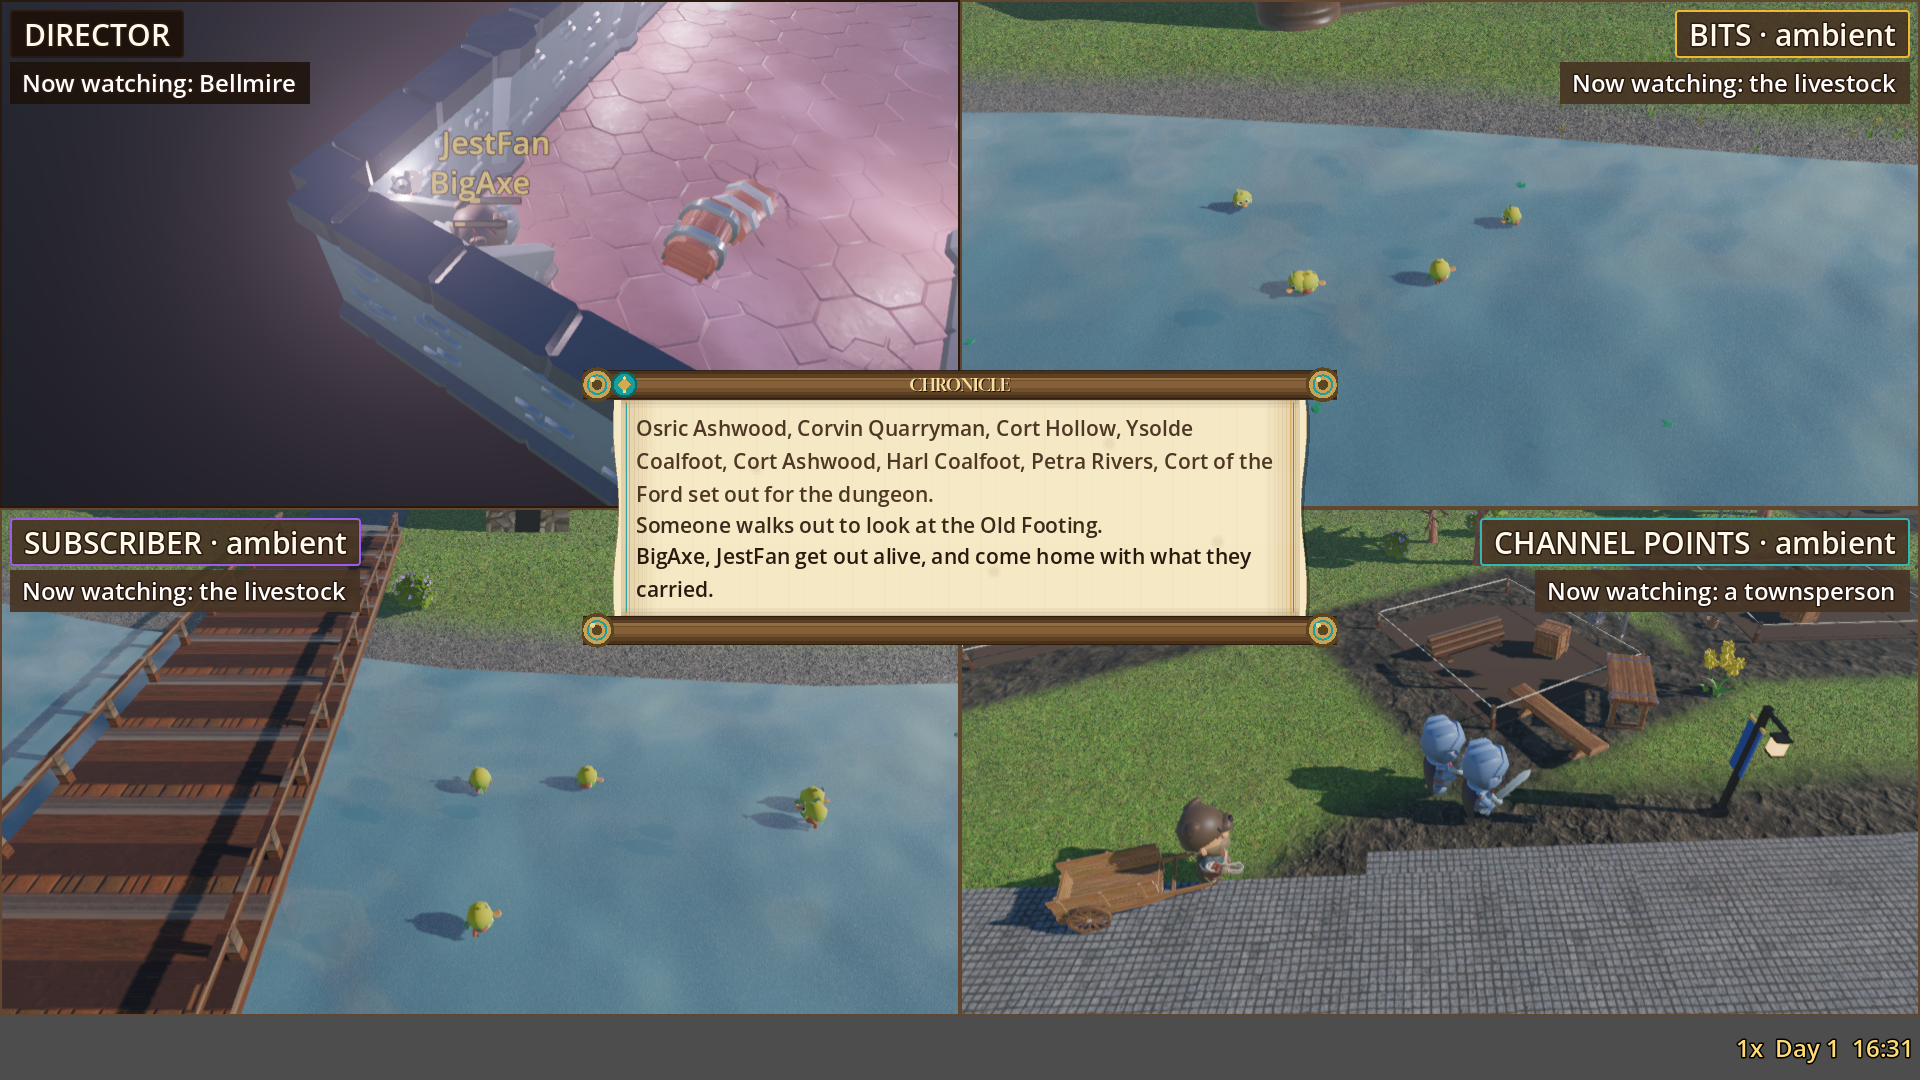 DIRECTOR
Now watching: Bellmire
BITS · ambient
Now watching: the livestock
JestFan
BigAxe
CHRONICLE
Osric Ashwood, Corvin Quarryman, Cort Hollow, Ysolde
Coalfoot, Cort Ashwood, Harl Coalfoot, Petra Rivers, Cort of the
Ford set out for the dungeon.
Someone walks out to look at the Old Footing.
BigAxe, JestFan get out alive, and come home with what they
carried.
SUBSCRIBER · ambient
Now watching: the livestock
CHANNEL POINTS · ambient
Now watching: a townsperson
1x Day 1 16:31